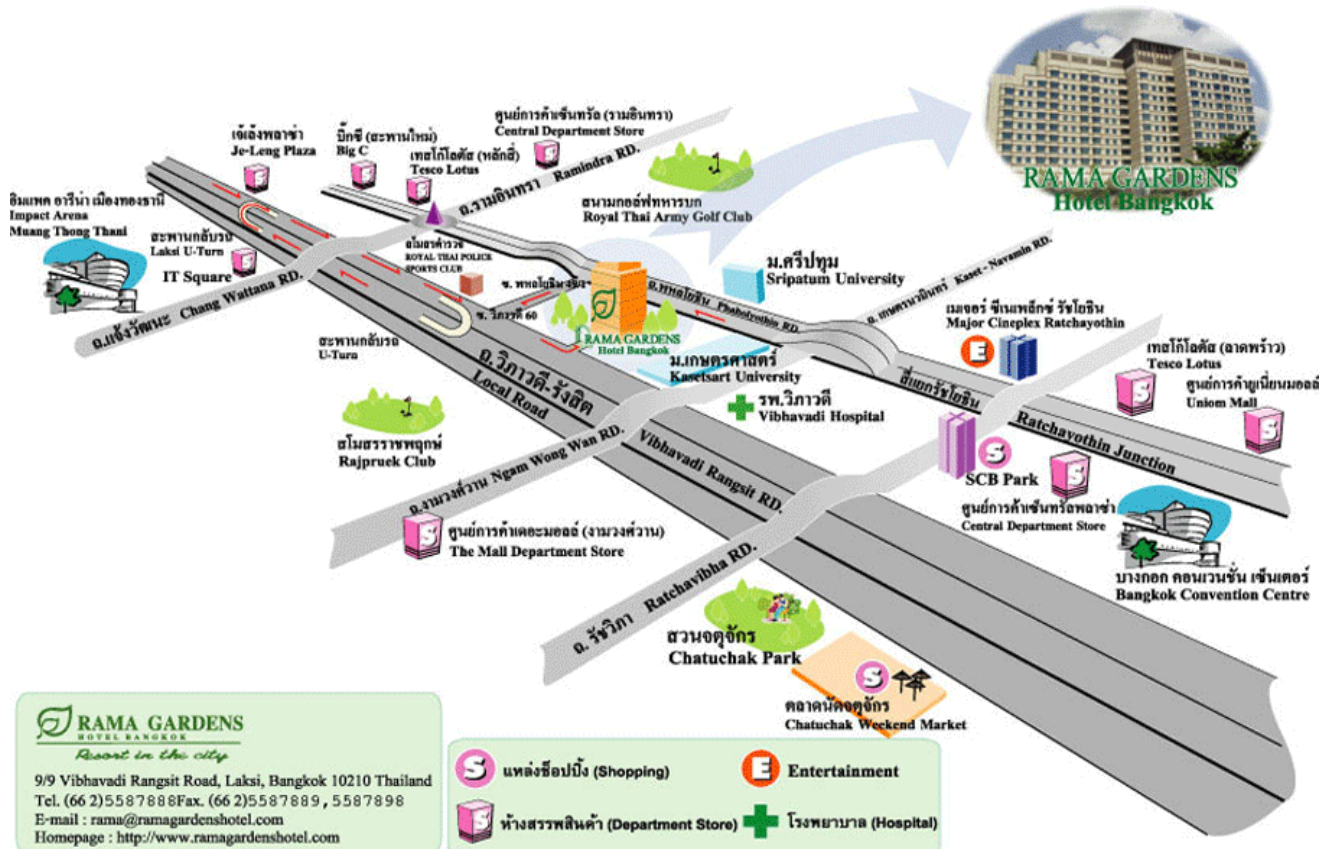 RAMA GARDENS
Hotel Bangkok
ศูนย์การค้าเซ็นทรัล (รามอินทรา)
Central Department Store
เจ้เล้งพลาซ่า
Je-Leng Plaza
บิ๊กซี (สะพานใหม่)
Big C
เทสโก้โลตัส (หลักสี่)
Tesco Lotus
ถ.รามอินทรา Ramindra RD.
สนามกอล์ฟทหารบก
Royal Thai Army Golf Club
อิมแพค อารีน่า เมืองทองธานี
Impact Arena
Muang Thong Thani
สะพานกลับรถ
Laksi U-Turn
IT Square
สโมสรตำรวจ
ROYAL THAI POLICE
SPORTS CLUB
ม.ศรีปทุม
Sripatum University
ถ.แจ้งวัฒนะ Chang Wattana RD.
ซ. วิภาวดี 60
ถ.พหลโยธิน Phaholyothin RD.
ถ. เกษตรนวมินทร์ Kaset - Navamin RD.
RAMA GARDENS
Hotel Bangkok
สะพานกลับรถ
U-Turn
ถ.วิภาวดี-รังสิต
Local Road
ม.เกษตรศาสตร์
Kasetsart University
เมเจอร์ ซีเนเพล็กซ์ รัชโยธิน
Major Cineplex Ratchayothin
E
เทสโก้โลตัส (ลาดพร้าว)
Tesco Lotus
ศูนย์การค้ายูเนี่ยนมอลล์
Uniom Mall
รพ.วิภาวดี
Vibhavadi Hospital
สี่แยกรัชโยธิน
Ratchayothin Junction
สโมสรราชพฤกษ์
Rajpruek Club
ถ.งามวงศ์วาน Ngam Wong Wan RD.
Vibhavadi Rangsit RD.
S
SCB Park
ศูนย์การค้าเซ็นทรัลพลาซ่า
Central Department Store
ศูนย์การค้าเดอะมอลล์ (งามวงศ์วาน)
The Mall Department Store
บางกอก คอนเวนชั่น เซ็นเตอร์
Bangkok Convention Centre
ถ. รัชวิภา Ratchavibha RD.
สวนจตุจักร
Chatuchak Park
S
ตลาดนัดจตุจักร
Chatuchak Weekend Market
RAMA GARDENS
HOTEL BANGKOK
Resort in the city
9/9 Vibhavadi Rangsit Road, Laksi, Bangkok 10210 Thailand
Tel. (66 2)5587888Fax. (66 2)5587889,5587898
E-mail : rama@ramagardenshotel.com
Homepage : http://www.ramagardenshotel.com
S แหล่งช็อปปิ้ง (Shopping)
E Entertainment
S ห้างสรรพสินค้า (Department Store)
โรงพยาบาล (Hospital)